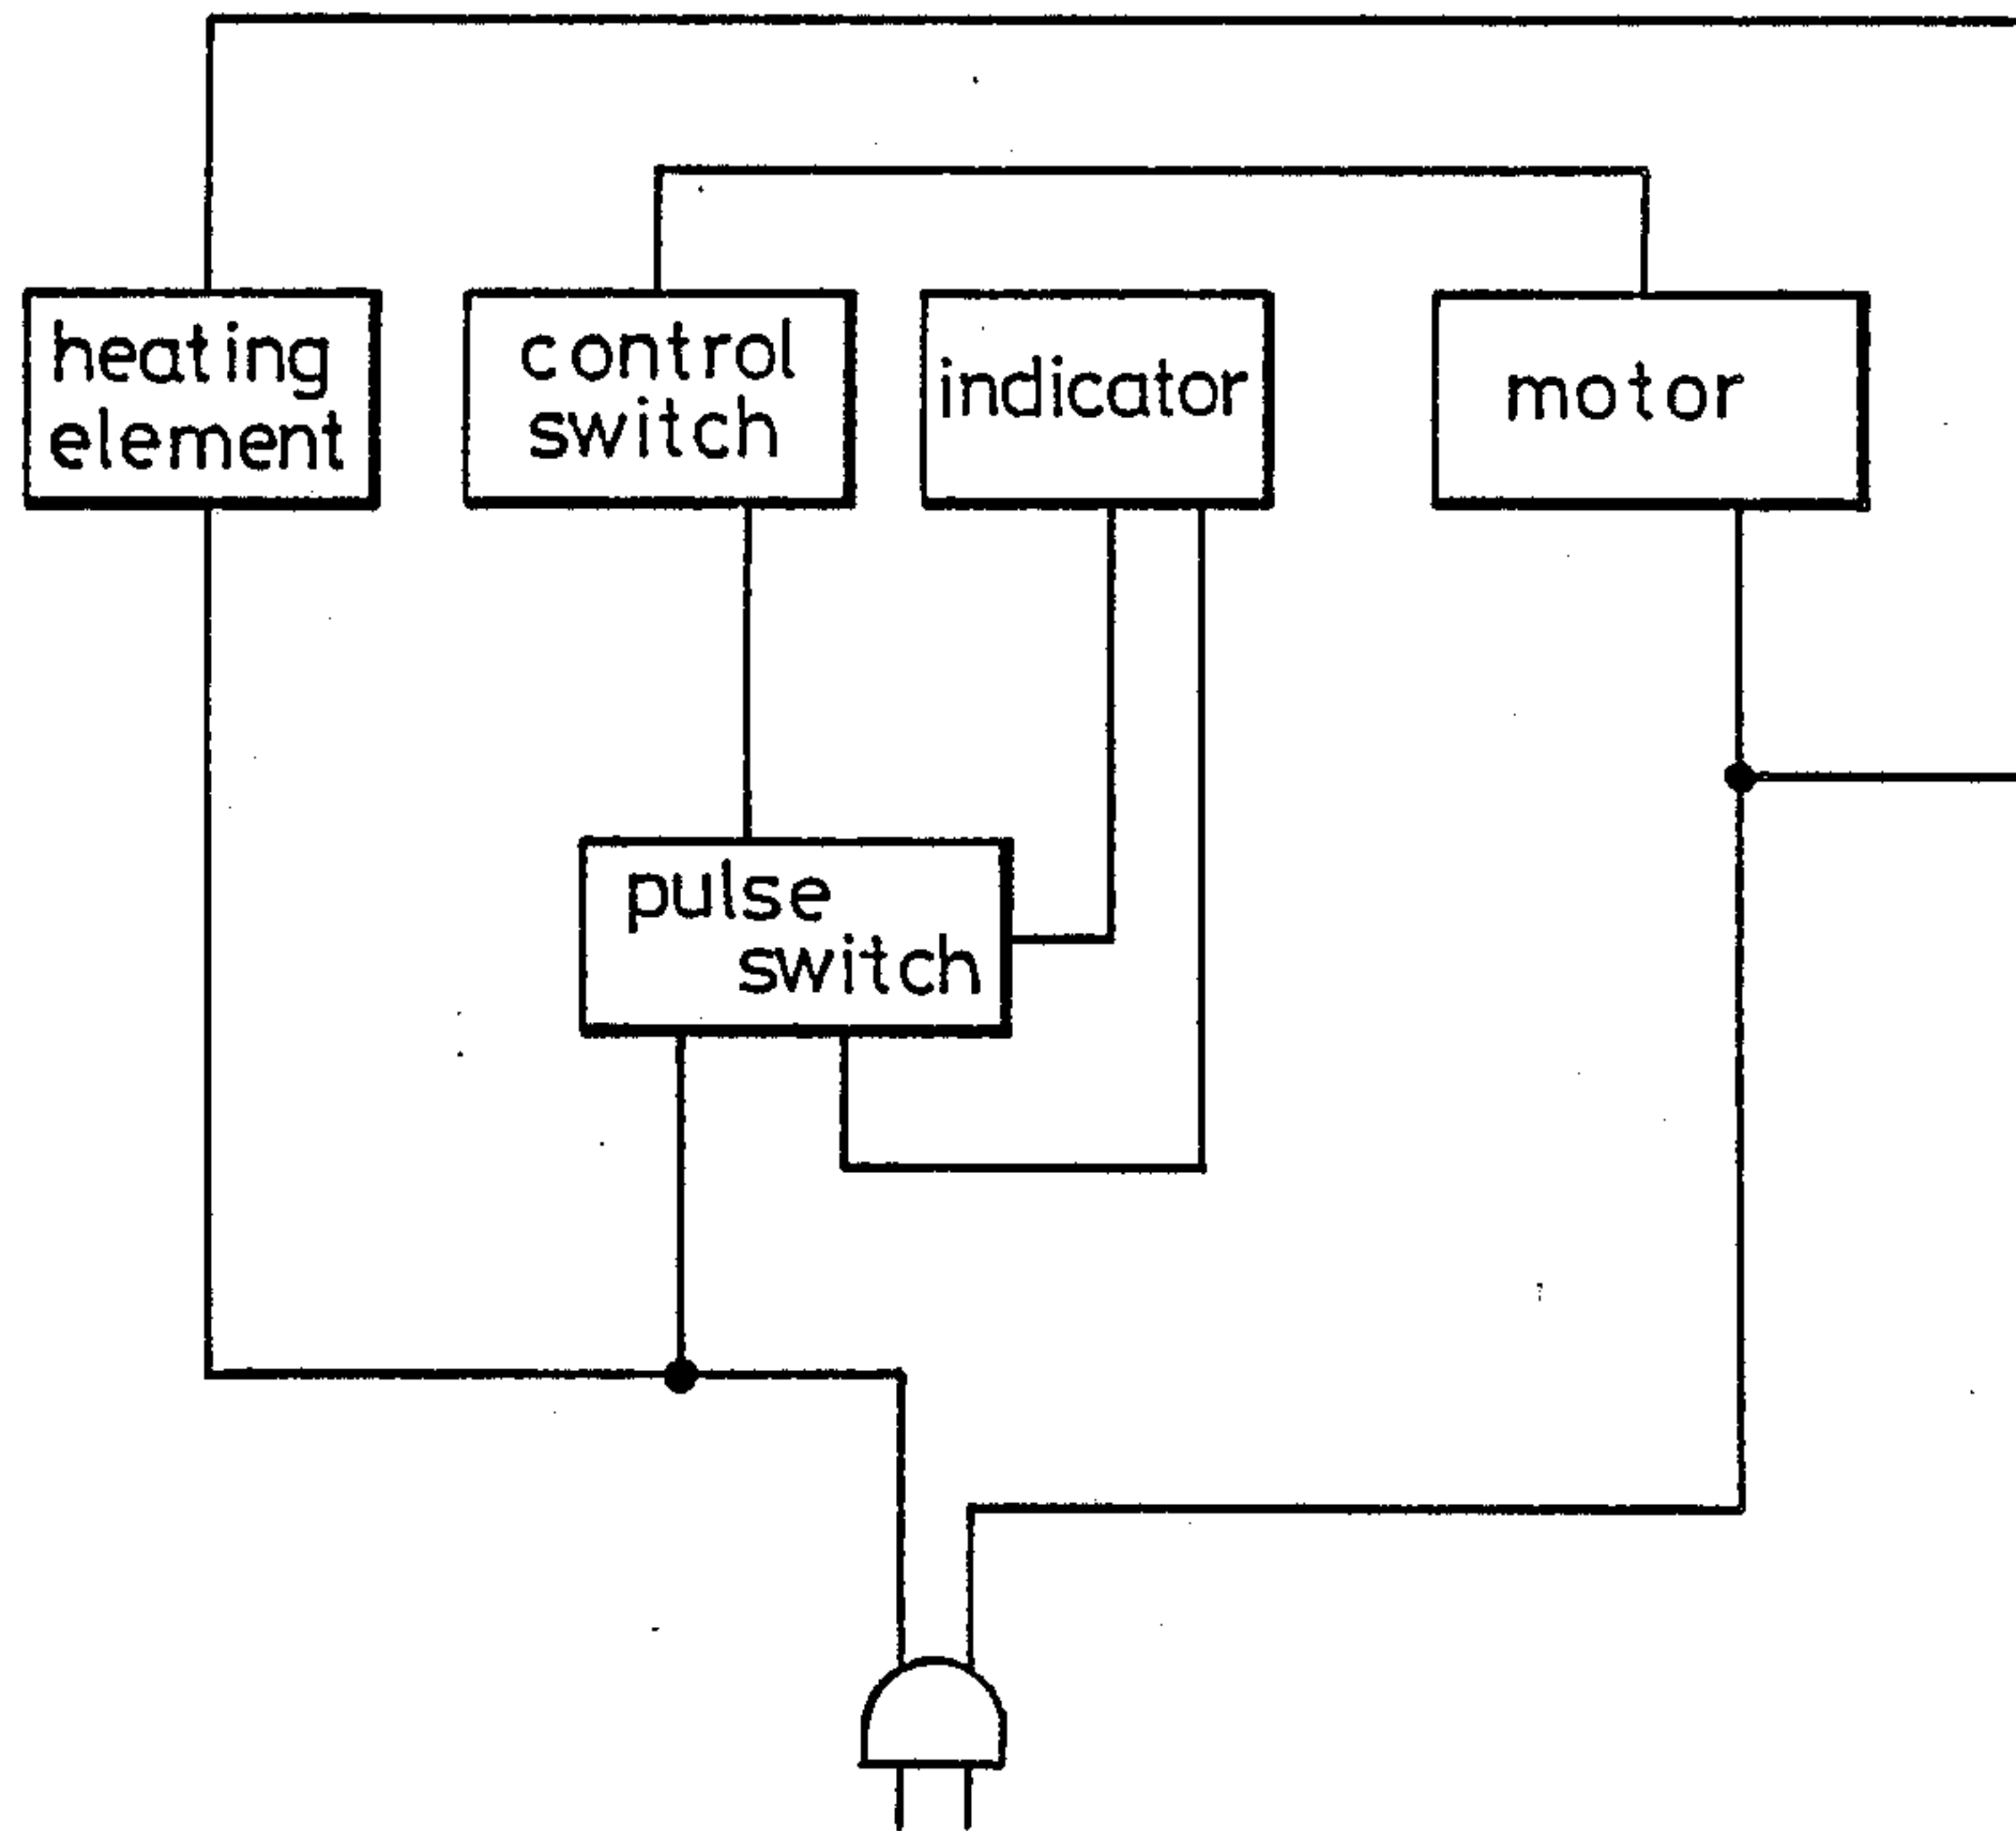 heating
element
control
switch
indicator
motor
pulse
switch